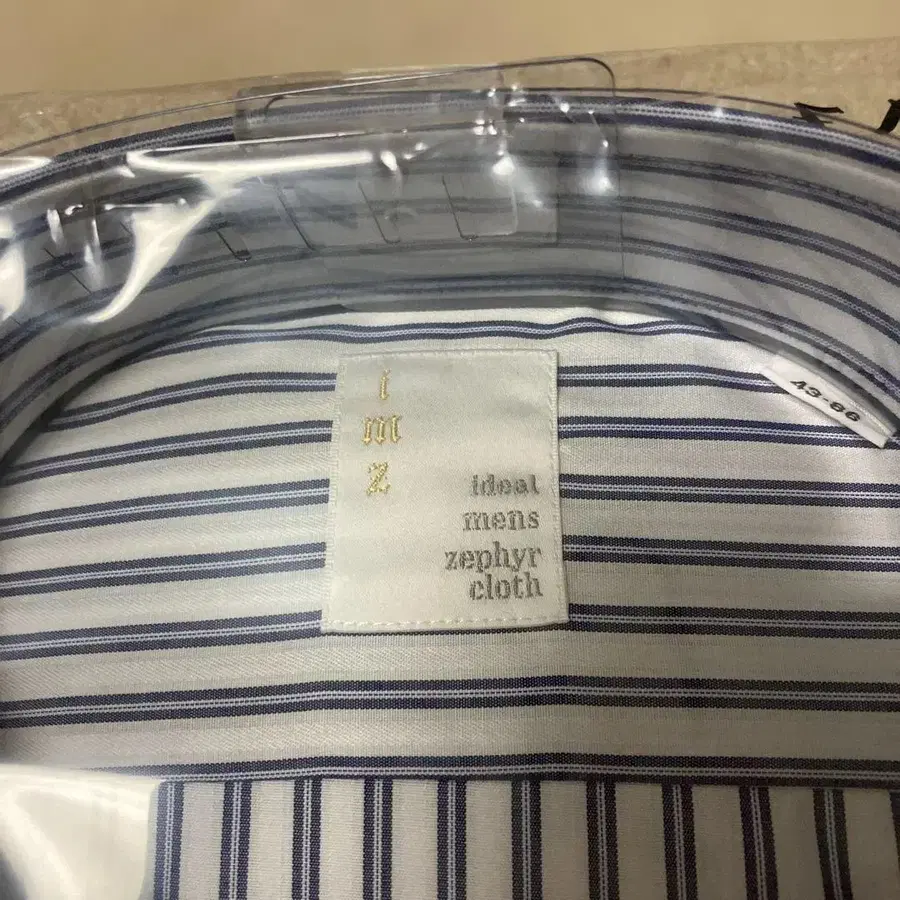 i
m
z
ideal
mens
zephyr
cloth
43-86